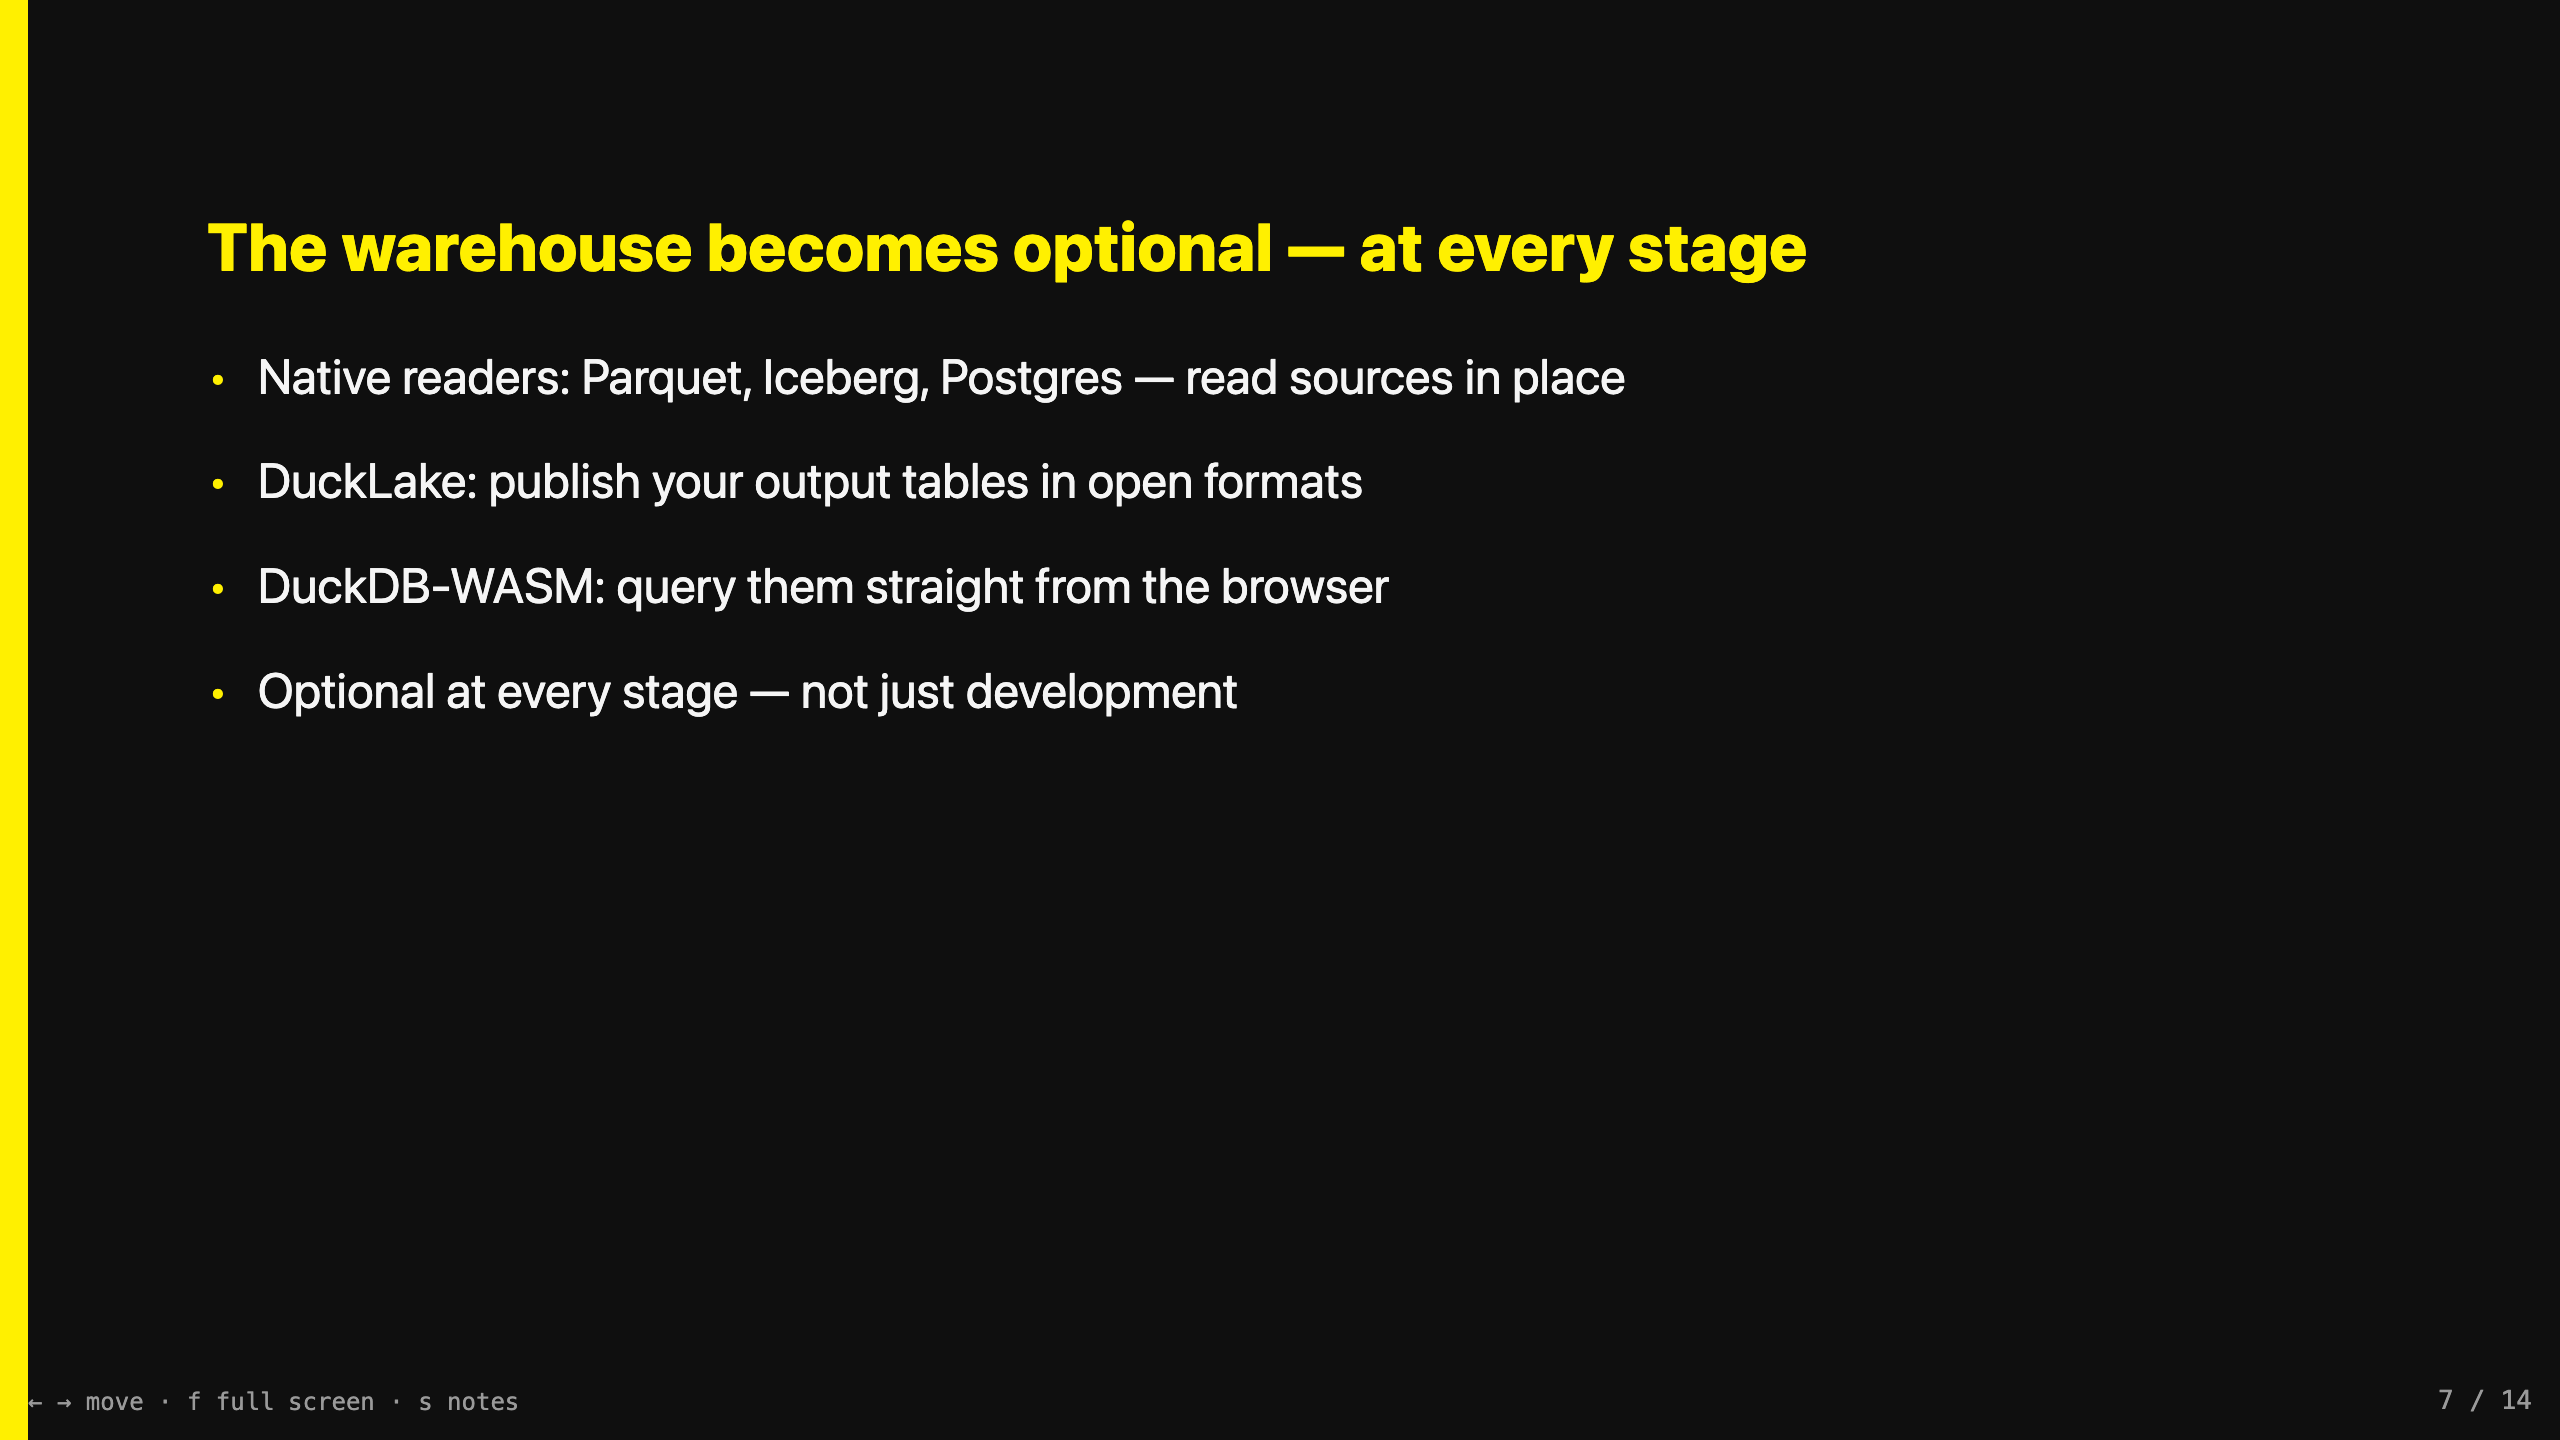 The warehouse becomes optional — at every stage
• Native readers: Parquet, Iceberg, Postgres — read sources in place
• DuckLake: publish your output tables in open formats
• DuckDB-WASM: query them straight from the browser
• Optional at every stage — not just development
← → move · f full screen · s notes
7 / 14